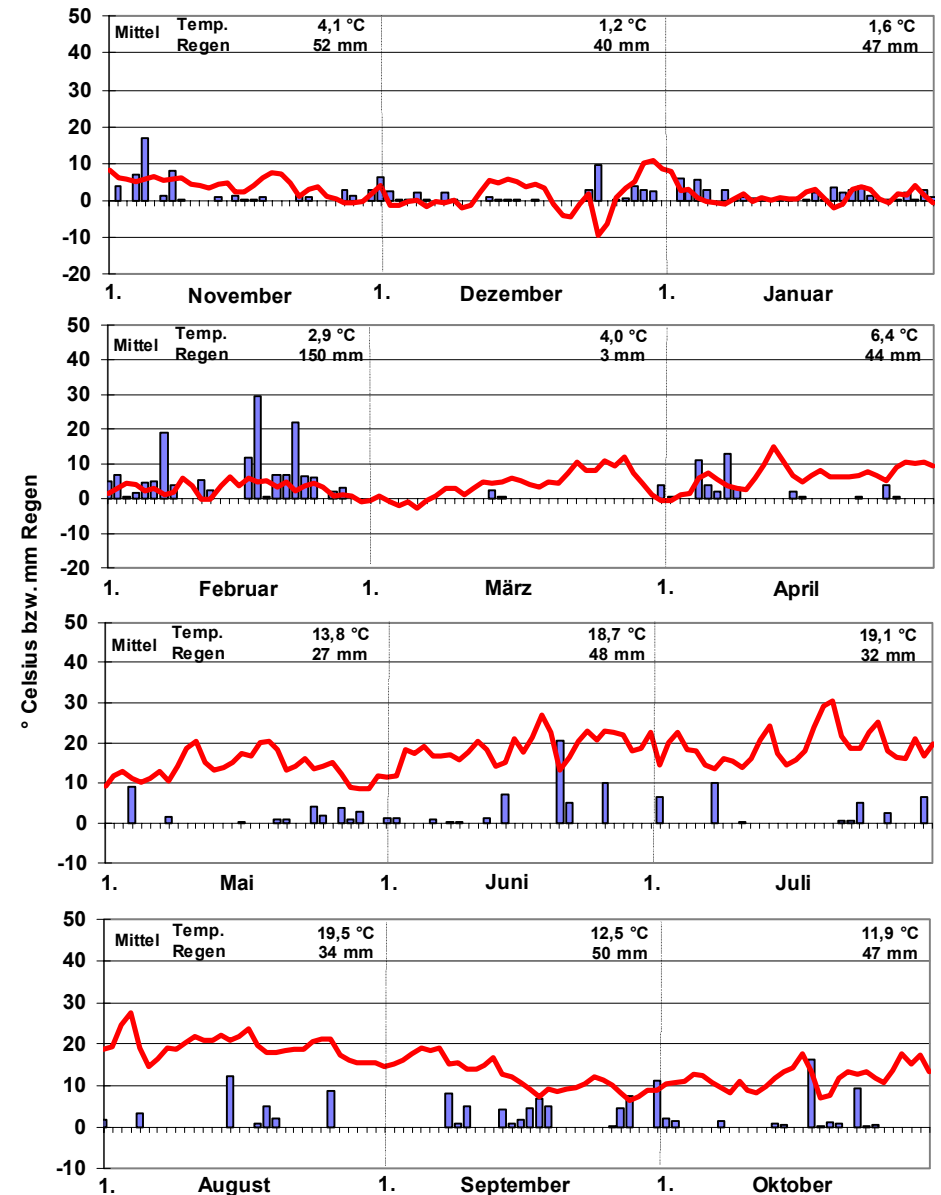 50
40
30
20
10
0
-10
-20
Mittel Temp. 4,1 °C 1,2 °C 1,6 °C
Regen 52 mm 40 mm 47 mm
1. November 1. Dezember 1. Januar
50
40
30
20
10
0
-10
-20
Mittel Temp. 2,9 °C 4,0 °C 6,4 °C
Regen 150 mm 3 mm 44 mm
1. Februar 1. März 1. April
° Celsius bzw. mm Regen
50
40
30
20
10
0
-10
Mittel Temp. 13,8 °C 18,7 °C 19,1 °C
Regen 27 mm 48 mm 32 mm
1. Mai 1. Juni 1. Juli
50
40
30
20
10
0
-10
Mittel Temp. 19,5 °C 12,5 °C 11,9 °C
Regen 34 mm 50 mm 47 mm
1. August 1. September 1. Oktober